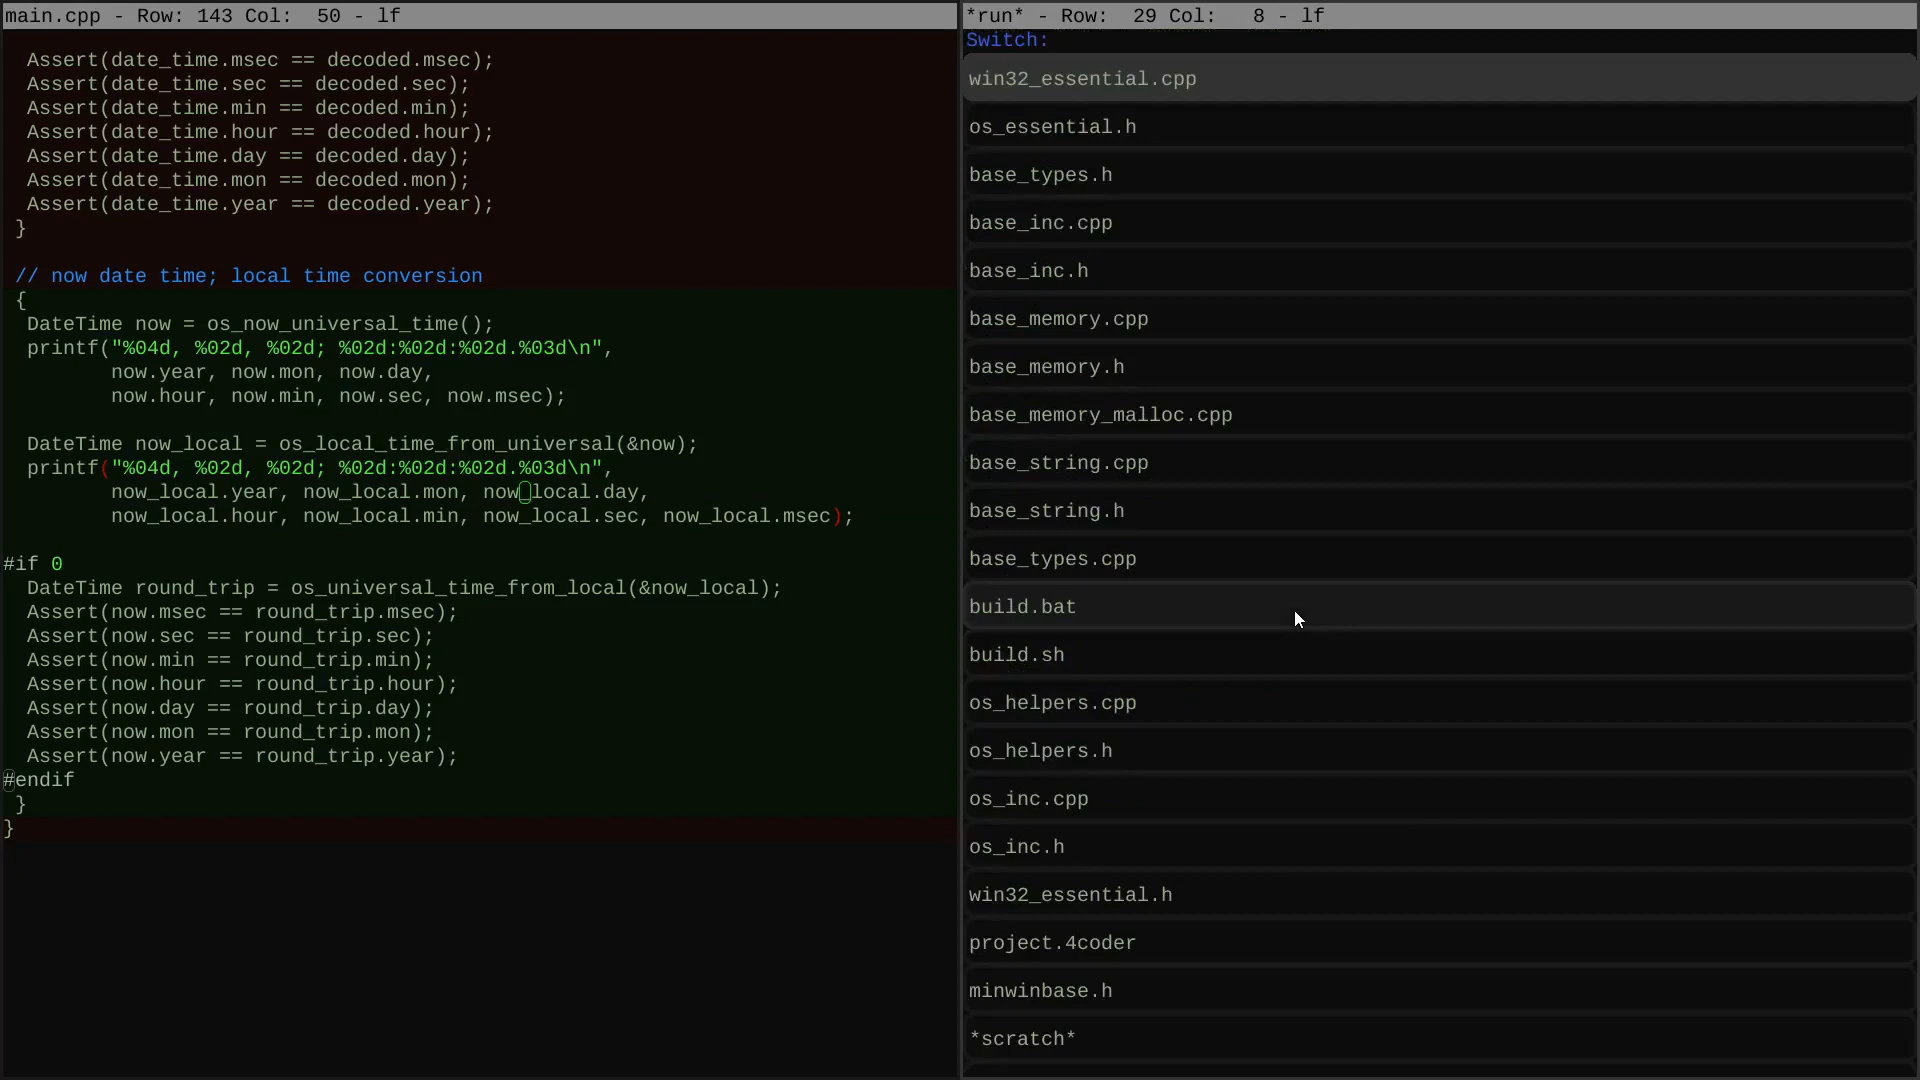 main.cpp - Row: 143 Col:  50 - lf
Assert(date_time.msec == decoded.msec);
Assert(date_time.sec == decoded.sec);
Assert(date_time.min == decoded.min);
Assert(date_time.hour == decoded.hour);
Assert(date_time.day == decoded.day);
Assert(date_time.mon == decoded.mon);
Assert(date_time.year == decoded.year);
}
// now date time; local time conversion
{
DateTime now = os_now_universal_time();
printf("%04d, %02d, %02d; %02d:%02d:%02d.%03d\n",
now.year, now.mon, now.day,
now.hour, now.min, now.sec, now.msec);
DateTime now_local = os_local_time_from_universal(&now);
printf("%04d, %02d, %02d; %02d:%02d:%02d.%03d\n",
now_local.year, now_local.mon, now_local.day,
now_local.hour, now_local.min, now_local.sec, now_local.msec);
#if 0
DateTime round_trip = os_universal_time_from_local(&now_local);
Assert(now.msec == round_trip.msec);
Assert(now.sec == round_trip.sec);
Assert(now.min == round_trip.min);
Assert(now.hour == round_trip.hour);
Assert(now.day == round_trip.day);
Assert(now.mon == round_trip.mon);
Assert(now.year == round_trip.year);
#endif
}
}
*run* - Row:  29 Col:   8 - lf
Switch:
win32_essential.cpp
os_essential.h
base_types.h
base_inc.cpp
base_inc.h
base_memory.cpp
base_memory.h
base_memory_malloc.cpp
base_string.cpp
base_string.h
base_types.cpp
build.bat
build.sh
os_helpers.cpp
os_helpers.h
os_inc.cpp
os_inc.h
win32_essential.h
project.4coder
minwinbase.h
*scratch*